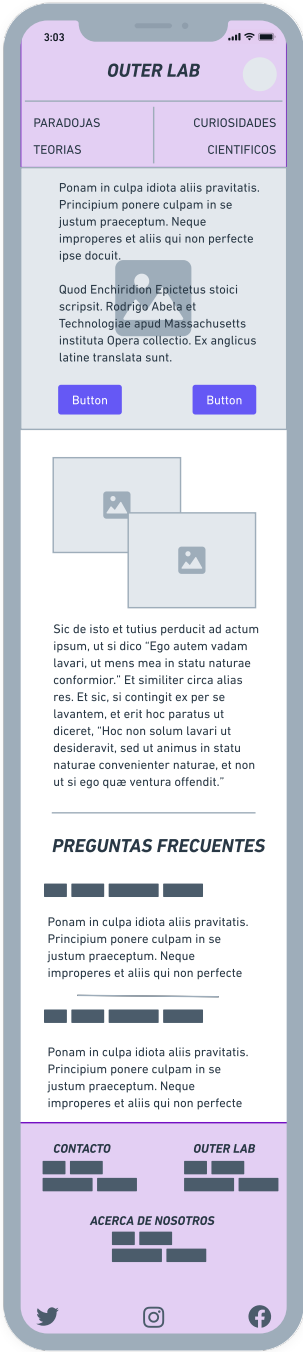 3:03
OUTER LAB
PARADOJAS
CURIOSIDADES
TEORIAS
CIENTIFICOS
Ponam in culpa idiota aliis pravitatis.
Principium ponere culpam in se
justum praeceptum. Neque
improperes et aliis qui non perfecte
ipse docuit.
Quod Enchiridion Epictetus stoici
scripsit. Rodrigo Abela et
Technologiae apud Massachusetts
instituta Opera collectio. Ex anglicus
latine translata sunt.
Button
Button
Sic de isto et tutius perducit ad actum
ipsum, ut si dico “Ego autem vadam
lavari, ut mens mea in statu naturae
conformior.” Et similiter circa alias
res. Et sic, si contingit ex per se
lavantem, et erit hoc paratus ut
diceret, “Hoc non solum lavari ut
desideravit, sed ut animus in statu
naturae convenienter naturae, et non
ut si ego quæ ventura offendit.”
PREGUNTAS FRECUENTES
Ponam in culpa idiota aliis pravitatis.
Principium ponere culpam in se
justum praeceptum. Neque
improperes et aliis qui non perfecte
Ponam in culpa idiota aliis pravitatis.
Principium ponere culpam in se
justum praeceptum. Neque
improperes et aliis qui non perfecte
CONTACTO
OUTER LAB
ACERCA DE NOSOTROS